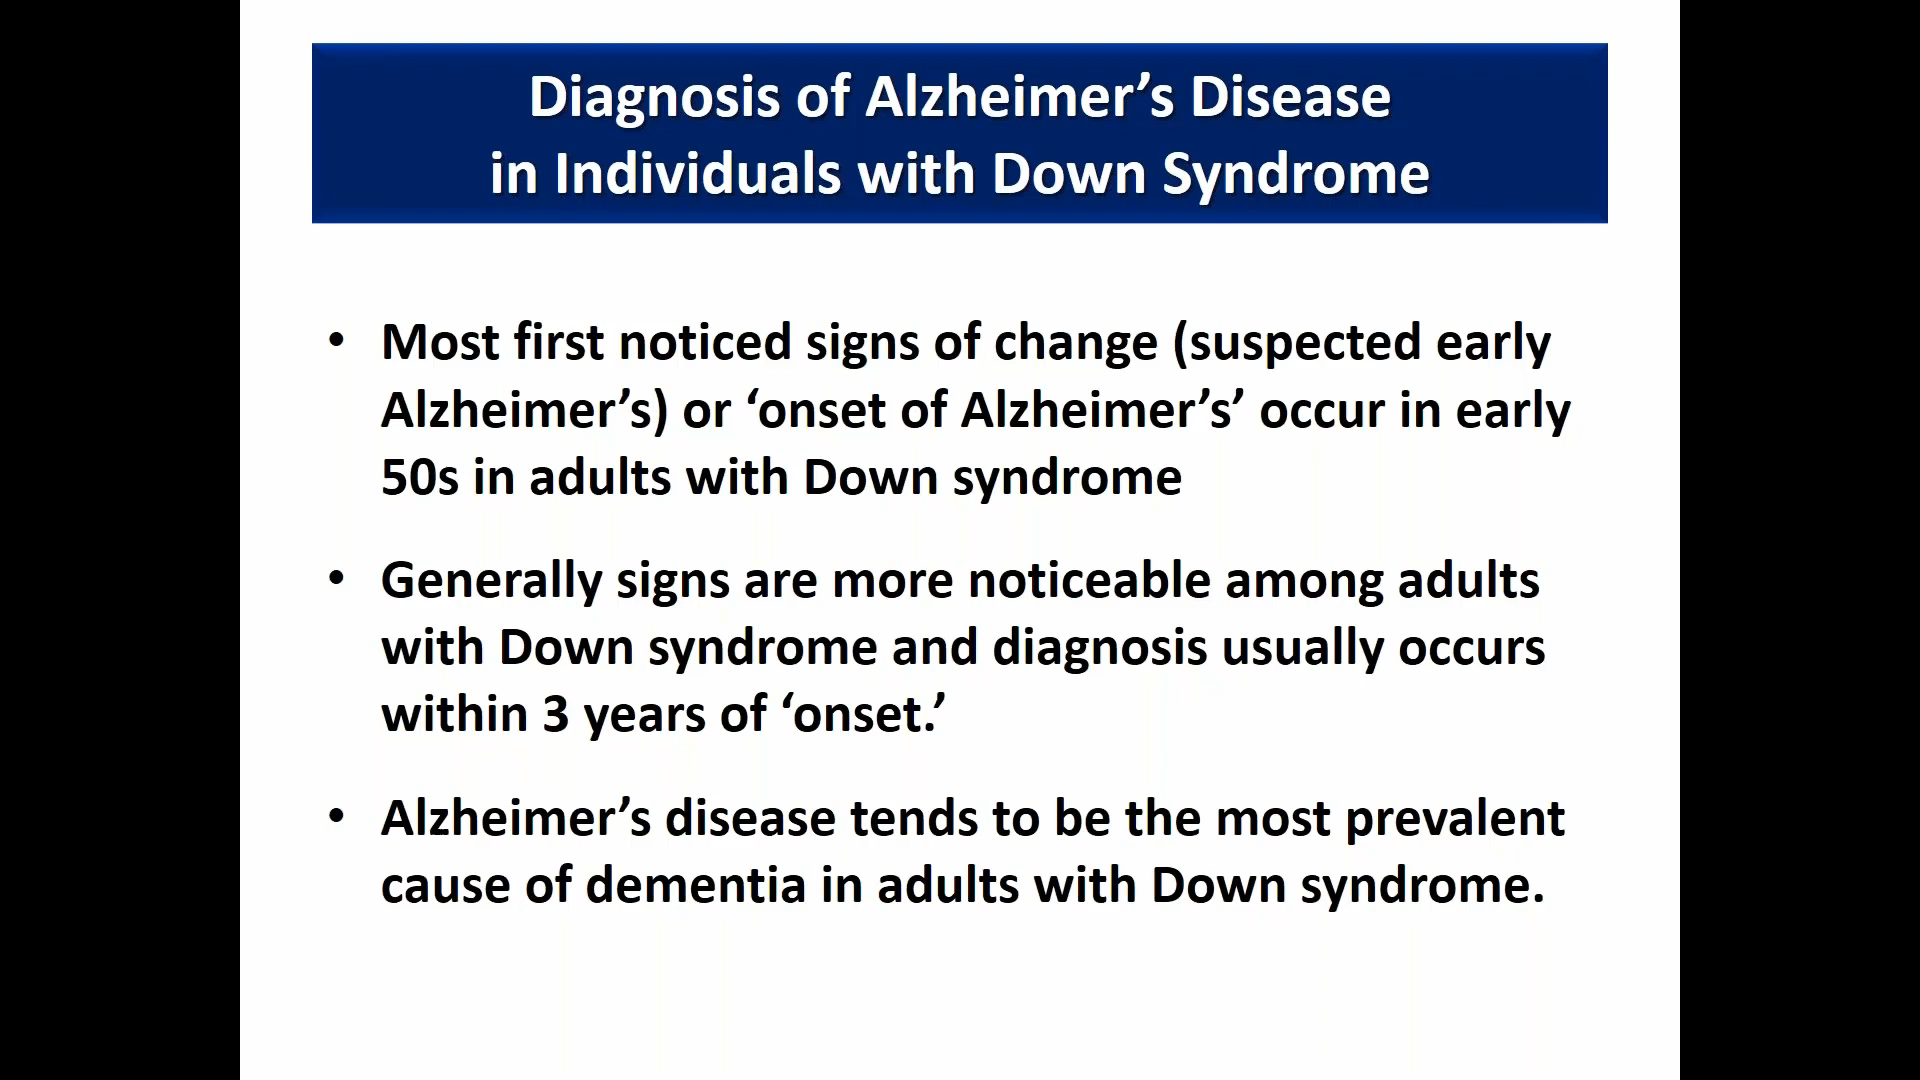 Diagnosis of Alzheimer’s Disease
in Individuals with Down Syndrome
• Most first noticed signs of change (suspected early
Alzheimer’s) or ‘onset of Alzheimer’s’ occur in early
50s in adults with Down syndrome
• Generally signs are more noticeable among adults
with Down syndrome and diagnosis usually occurs
within 3 years of ‘onset.’
• Alzheimer’s disease tends to be the most prevalent
cause of dementia in adults with Down syndrome.